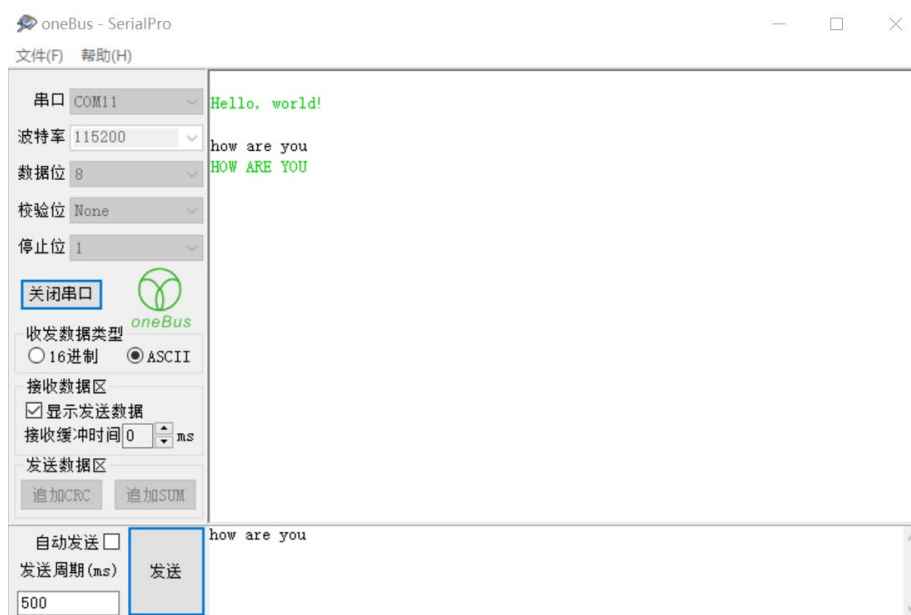 oneBus - SerialPro
文件(F) 帮助(H)
串口 COM11
波特率 115200
数据位 8
校验位 None
停止位 1
关闭串口
oneBus
收发数据类型
16进制 ASCII
接收数据区
显示发送数据
接收缓冲时间 0 ms
发送数据区
追加CRC 追加SUM
Hello, world!
how are you
HOW ARE YOU
自动发送
发送周期(ms)
500
发送
how are you